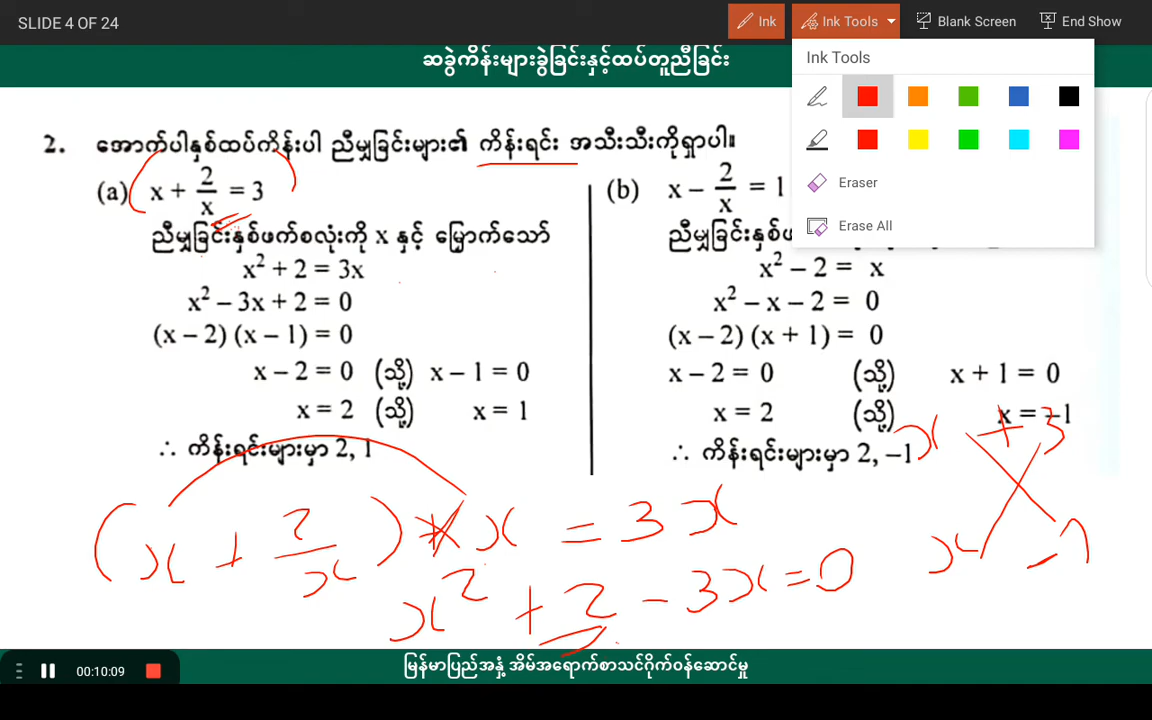 SLIDE 4 OF 24
Ink
Ink Tools
Blank Screen
End Show
ဆခွဲကိန်းများခွဲခြင်းနှင့်ထပ်တူညီခြင်း
Ink Tools
Eraser
Erase All
2. အောက်ပါနှစ်ထပ်ကိန်းပါ ညီမျှခြင်းများ၏ ကိန်းရင်း အသီးသီးကိုရှာပါ။
(a) x + 2/x = 3
ညီမျှခြင်းနှစ်ဖက်စလုံးကို x နှင့် မြှောက်သော်
x² + 2 = 3x
x² – 3x + 2 = 0
(x – 2) (x – 1) = 0
x – 2 = 0 (သို့) x – 1 = 0
x = 2 (သို့) x = 1
∴ ကိန်းရင်းများမှာ 2, 1
(b) x – 2/x = 1
x² – 2 = x
x² – x – 2 = 0
(x – 2) (x + 1) = 0
x – 2 = 0 (သို့) x + 1 = 0
x = 2 (သို့) x = –1
∴ ကိန်းရင်းများမှာ 2, –1
x + 3
(x + 2/x) * x = 3x
x² + 2 – 3x = 0
မြန်မာပြည်အနှံ့ အိမ်အရောက်စာသင်ဂိုက်ဝန်ဆောင်မှု
00:10:09